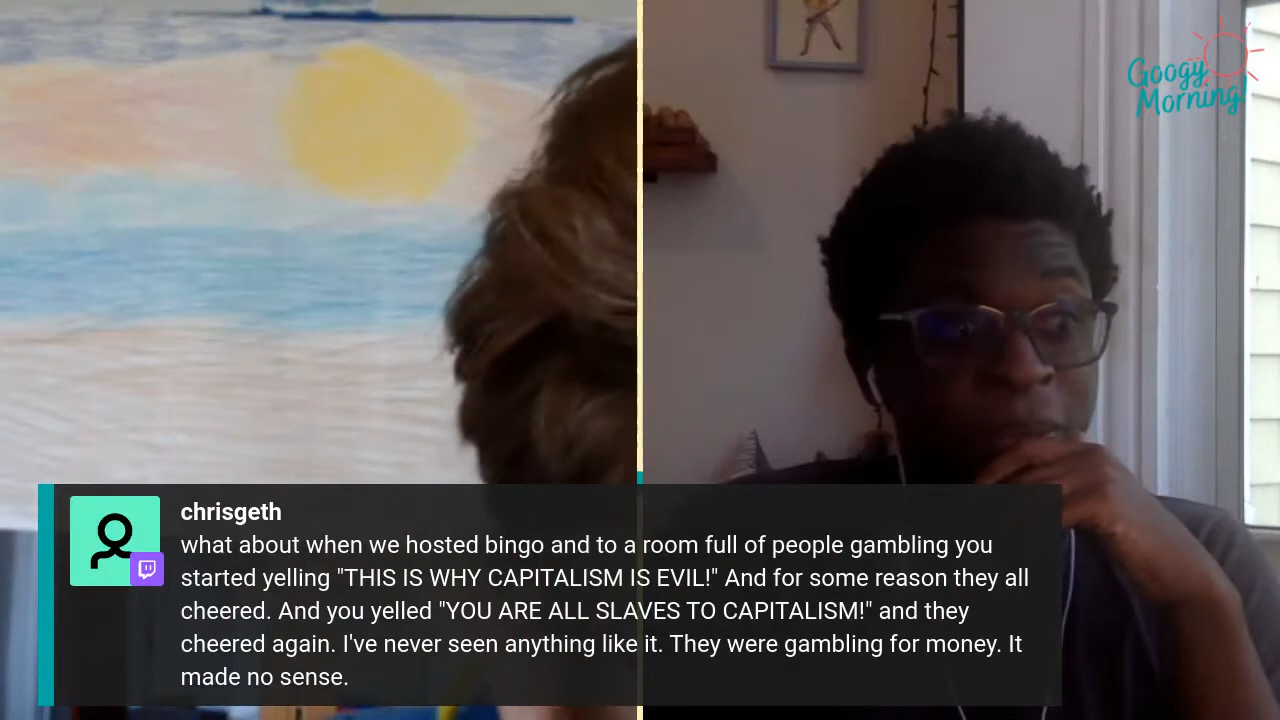 Googy
Morning!
chrisgeth
what about when we hosted bingo and to a room full of people gambling you
started yelling "THIS IS WHY CAPITALISM IS EVIL!" And for some reason they all
cheered. And you yelled "YOU ARE ALL SLAVES TO CAPITALISM!" and they
cheered again. I've never seen anything like it. They were gambling for money. It
made no sense.